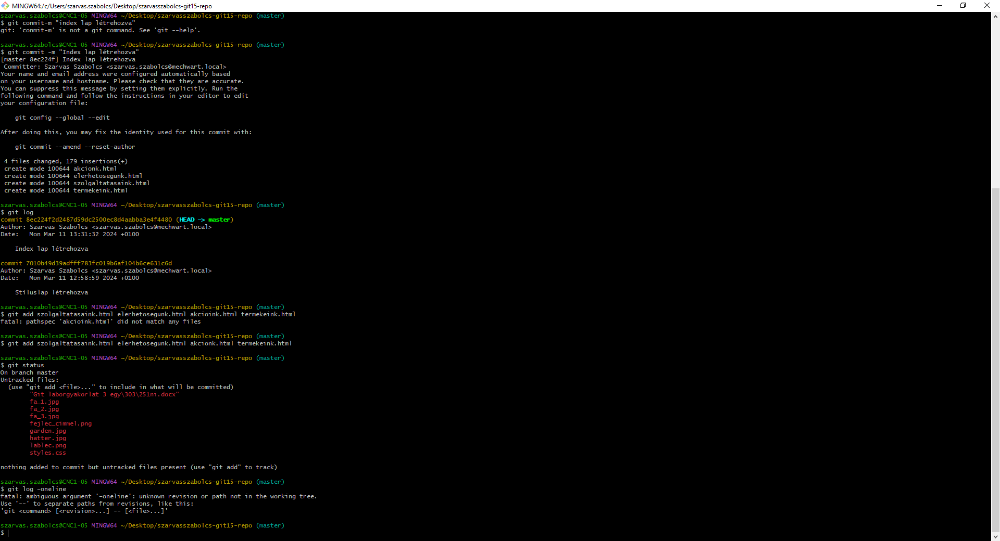 MINGW64:/c/Users/szarvas.szabolcs/Desktop/szarvasszabolcs-git15-repo
szarvas.szabolcs@CNC1-05 MINGW64 ~/Desktop/szarvasszabolcs-git15-repo (master)
$ git conmit-m "index lap létrehozva"
git: 'conmit-m' is not a git command. See 'git --help'.
szarvas.szabolcs@CNC1-05 MINGW64 ~/Desktop/szarvasszabolcs-git15-repo (master)
$ git commit -m "Index lap létrehozva"
[master 8ec224f] Index lap létrehozva
Committer: Szarvas Szabolcs <szarvas.szabolcs@mechwart.local>
Your name and email address were configured automatically based
on your username and hostname. Please check that they are accurate.
You can suppress this message by setting them explicitly. Run the
following command and follow the instructions in your editor to edit
your configuration file:
git config --global --edit
After doing this, you may fix the identity used for this commit with:
git commit --amend --reset-author
4 files changed, 179 insertions(+)
create mode 100644 akcionk.html
create mode 100644 elerhetosegunk.html
create mode 100644 szolgaltatasaink.html
create mode 100644 termekeink.html
szarvas.szabolcs@CNC1-05 MINGW64 ~/Desktop/szarvasszabolcs-git15-repo (master)
$ git log
commit 8ec224f2d2487d59dc2500ec8d4aabba3e4f4480 (HEAD -> master)
Author: Szarvas Szabolcs <szarvas.szabolcs@mechwart.local>
Date:   Mon Mar 11 13:31:32 2024 +0100
Index lap létrehozva
commit 7010b49d39adfff783fc019b6af104b6ce631c6d
Author: Szarvas Szabolcs <szarvas.szabolcs@mechwart.local>
Date:   Mon Mar 11 12:58:59 2024 +0100
Stíluslap létrehozva
szarvas.szabolcs@CNC1-05 MINGW64 ~/Desktop/szarvasszabolcs-git15-repo (master)
$ git add szolgaltatasaink.html elerhetosegunk.html akcioink.html termekeink.html
fatal: pathspec 'akcioink.html' did not match any files
szarvas.szabolcs@CNC1-05 MINGW64 ~/Desktop/szarvasszabolcs-git15-repo (master)
$ git add szolgaltatasaink.html elerhetosegunk.html akcionk.html termekeink.html
szarvas.szabolcs@CNC1-05 MINGW64 ~/Desktop/szarvasszabolcs-git15-repo (master)
$ git status
On branch master
Untracked files:
(use "git add <file>..." to include in what will be committed)
"Git laborgyakorlat 3 egy\303\251ni.docx"
fa_1.jpg
fa_2.jpg
fa_3.jpg
fejlec_cimmel.png
garden.jpg
hatter.jpg
lablec.png
styles.css
nothing added to commit but untracked files present (use "git add" to track)
szarvas.szabolcs@CNC1-05 MINGW64 ~/Desktop/szarvasszabolcs-git15-repo (master)
$ git log -oneline
fatal: ambiguous argument '-oneline': unknown revision or path not in the working tree.
Use '--' to separate paths from revisions, like this:
'git <command> [<revision>...] -- [<file>...]'
szarvas.szabolcs@CNC1-05 MINGW64 ~/Desktop/szarvasszabolcs-git15-repo (master)
$